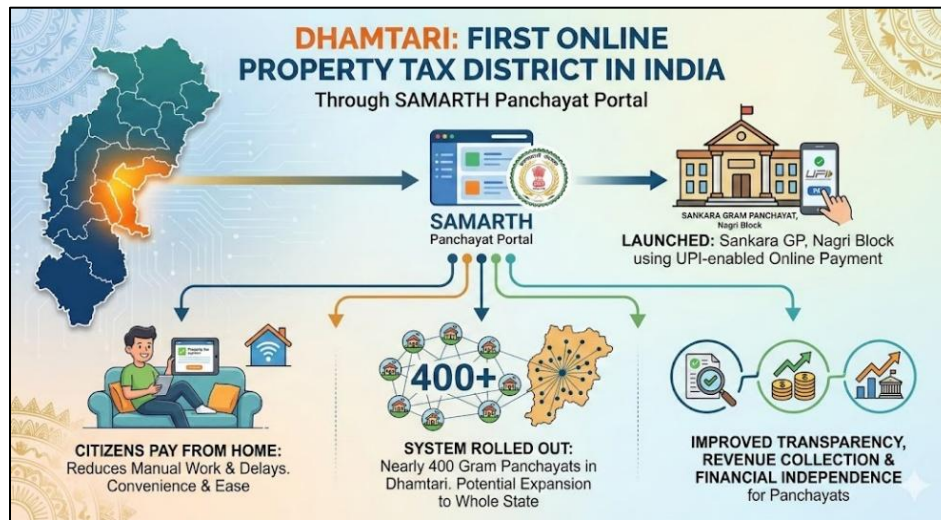 DHAMTARI: FIRST ONLINE
PROPERTY TAX DISTRICT IN INDIA
Through SAMARTH Panchayat Portal
SAMARTH
Panchayat Portal
UPI
SANKARA GRAM PANCHAYAT,
Nagri Block
LAUNCHED: Sankara GP, Nagri Block
using UPI-enabled Online Payment
CITIZENS PAY FROM HOME:
Reduces Manual Work & Delays.
Convenience & Ease
400+
SYSTEM ROLLED OUT:
Nearly 400 Gram Panchayats in
Dhamtari. Potential Expansion
to Whole State
IMPROVED TRANSPARENCY,
REVENUE COLLECTION &
FINANCIAL INDEPENDENCE
for Panchayats